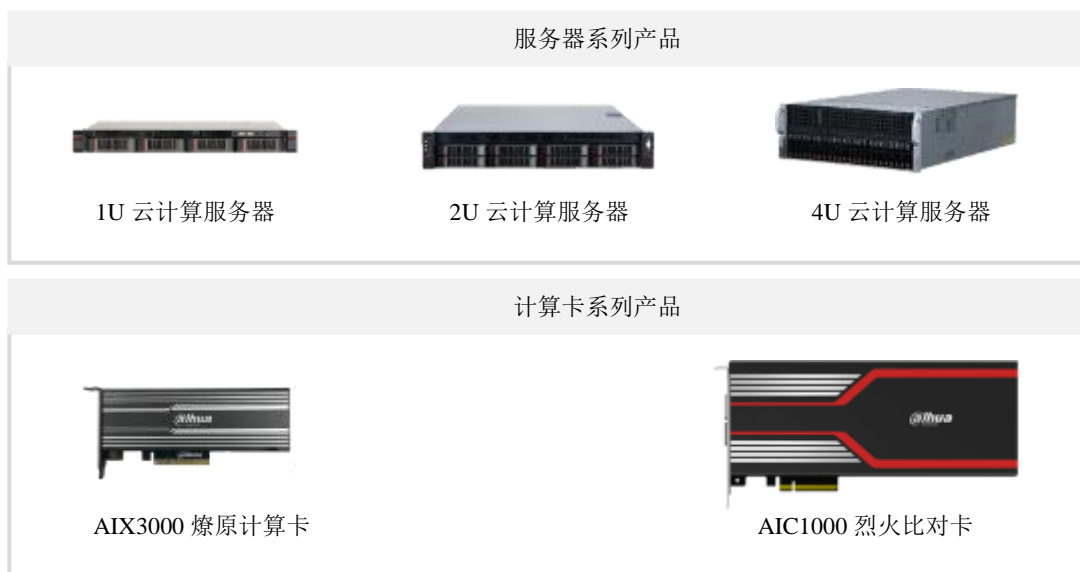 服务器系列产品
1U 云计算服务器
2U 云计算服务器
4U 云计算服务器
计算卡系列产品
alhua
alhua
AIX3000 燎原计算卡
AIC1000 烈火比对卡